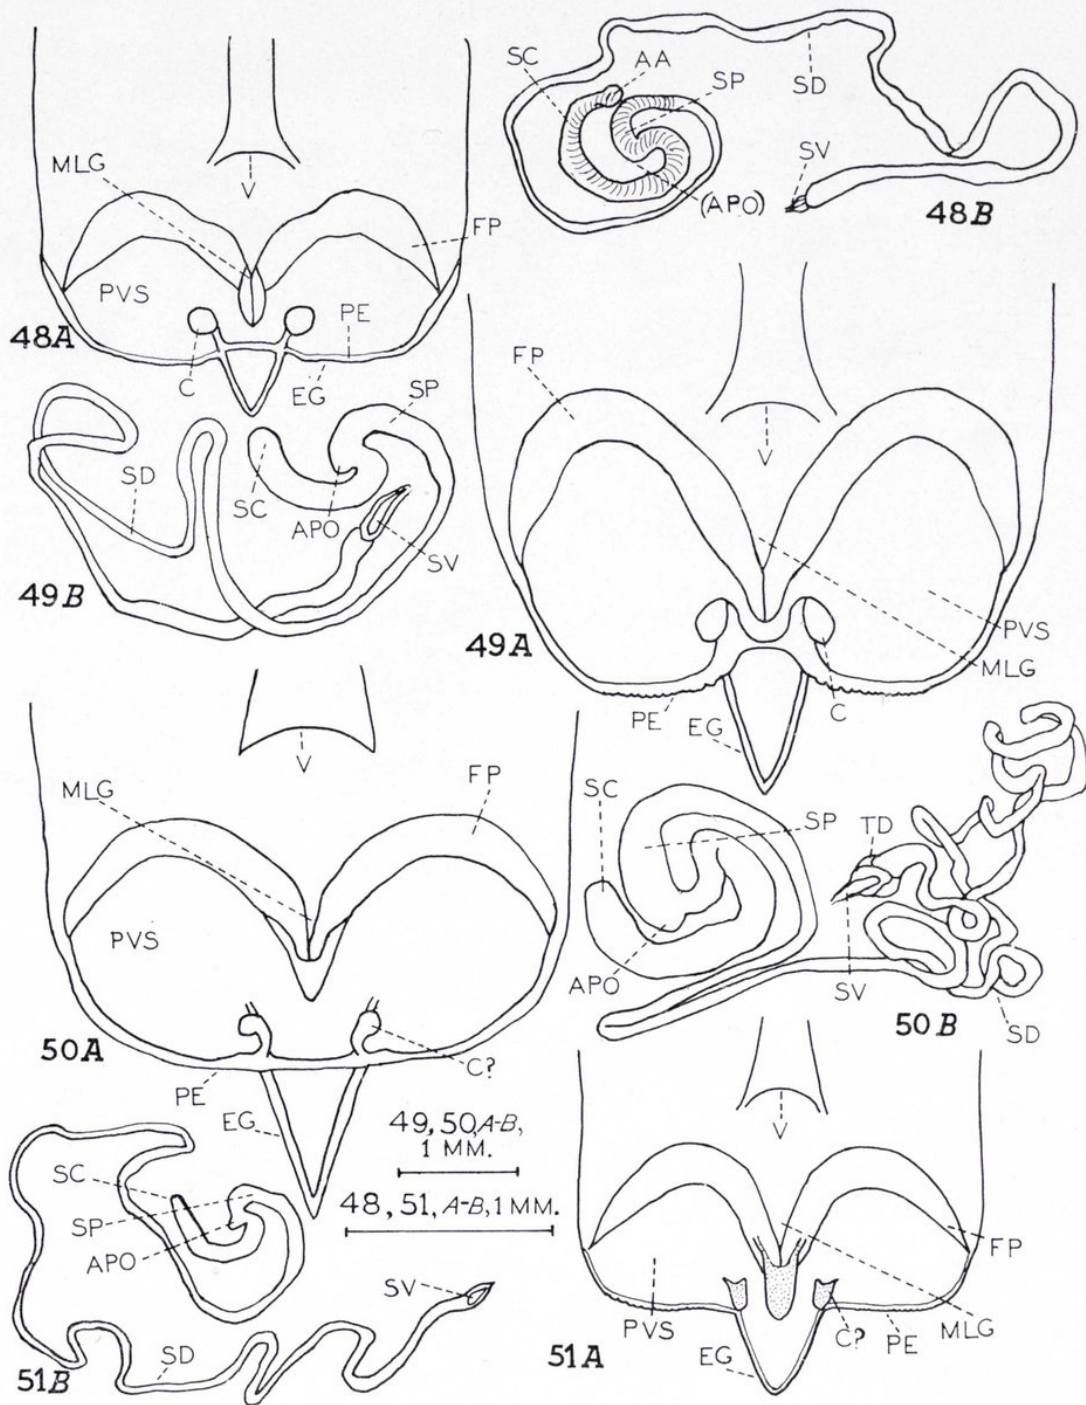 SC
AA
SP
SD
SV
(APO)
48B
MLG
V
FP
PVS
PE
48A
C
EG
SP
SD
SC
APO
SV
49B
FP
V
PVS
49A
MLG
PE
EG
C
V
MLG
FP
PVS
50A
C?
PE
EG
SC
SP
TD
APO
SV
50B
SD
49, 50, A-B,
1 MM.
48, 51, A-B, 1 MM.
SC
SP
APO
SV
SD
51B
V
FP
PVS
C?
PE
MLG
EG
51A